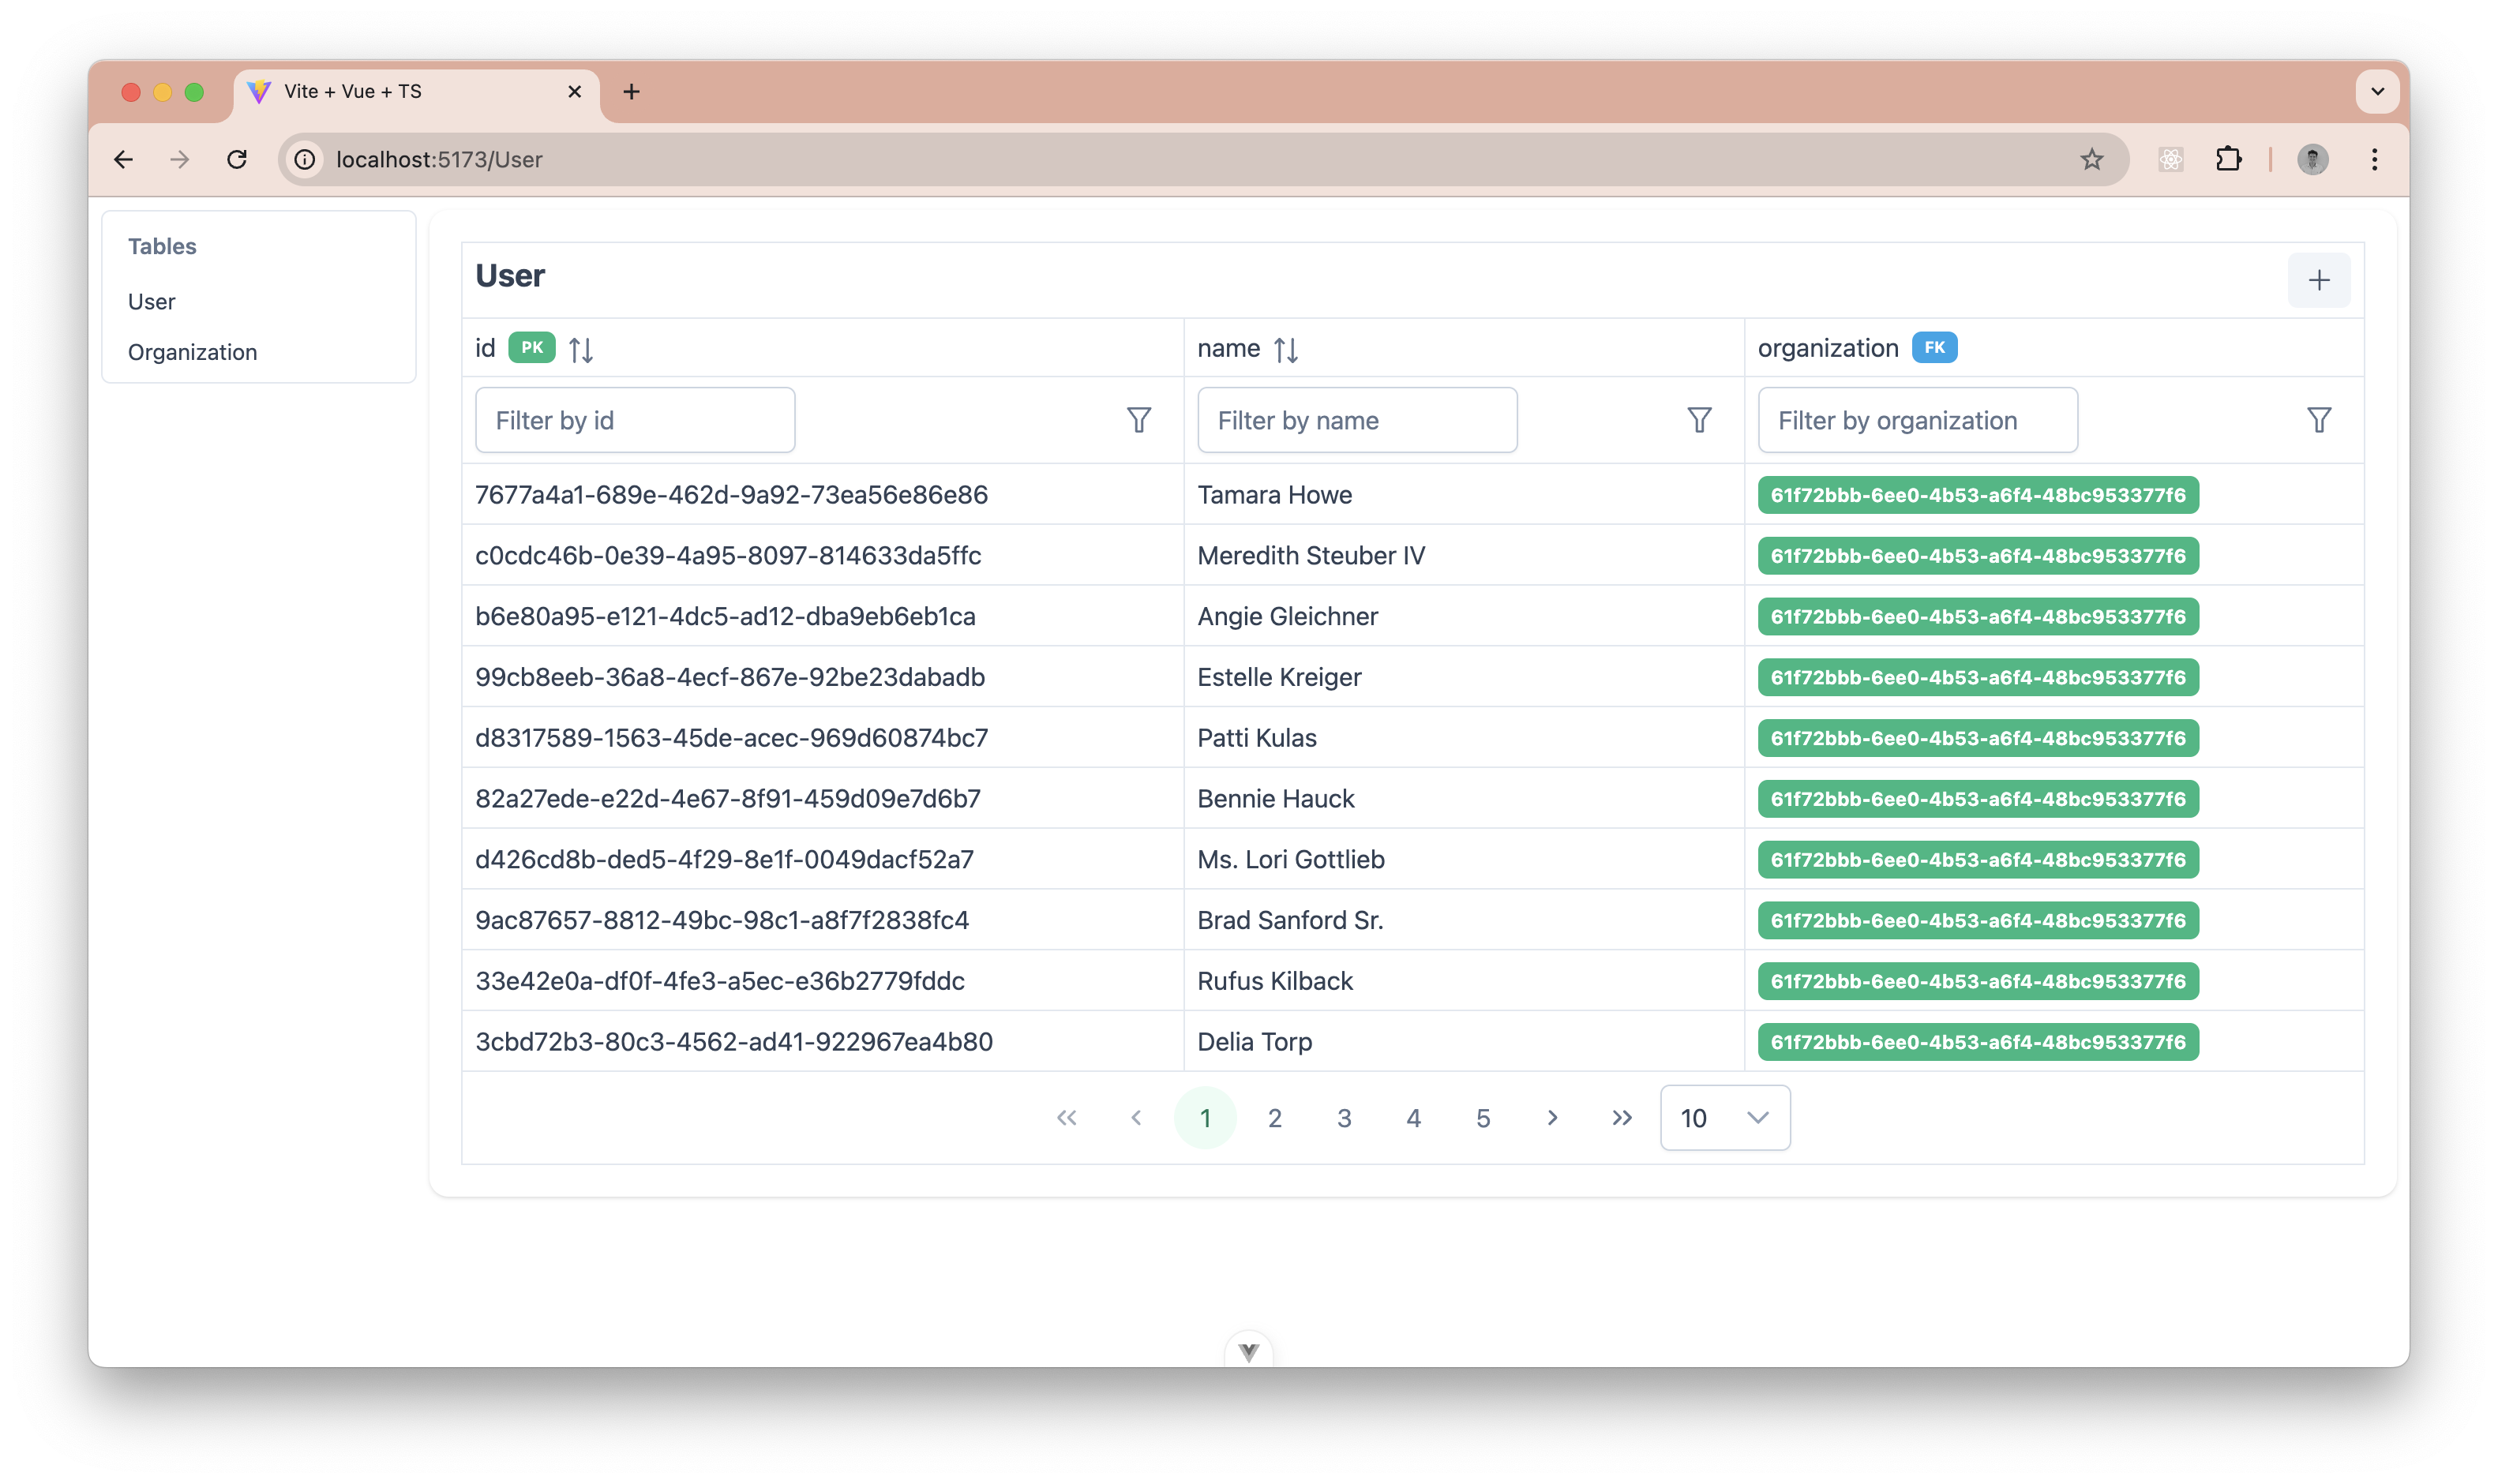 Vite + Vue + TS
localhost:5173/User
Tables
User
Organization
User
id PK name organization FK
Filter by id Filter by name Filter by organization
7677a4a1-689e-462d-9a92-73ea56e86e86 Tamara Howe 61f72bbb-6ee0-4b53-a6f4-48bc953377f6
c0cdc46b-0e39-4a95-8097-814633da5ffc Meredith Steuber IV 61f72bbb-6ee0-4b53-a6f4-48bc953377f6
b6e80a95-e121-4dc5-ad12-dba9eb6eb1ca Angie Gleichner 61f72bbb-6ee0-4b53-a6f4-48bc953377f6
99cb8eeb-36a8-4ecf-867e-92be23dabadb Estelle Kreiger 61f72bbb-6ee0-4b53-a6f4-48bc953377f6
d8317589-1563-45de-acec-969d60874bc7 Patti Kulas 61f72bbb-6ee0-4b53-a6f4-48bc953377f6
82a27ede-e22d-4e67-8f91-459d09e7d6b7 Bennie Hauck 61f72bbb-6ee0-4b53-a6f4-48bc953377f6
d426cd8b-ded5-4f29-8e1f-0049dacf52a7 Ms. Lori Gottlieb 61f72bbb-6ee0-4b53-a6f4-48bc953377f6
9ac87657-8812-49bc-98c1-a8f7f2838fc4 Brad Sanford Sr. 61f72bbb-6ee0-4b53-a6f4-48bc953377f6
33e42e0a-df0f-4fe3-a5ec-e36b2779fddc Rufus Kilback 61f72bbb-6ee0-4b53-a6f4-48bc953377f6
3cbd72b3-80c3-4562-ad41-922967ea4b80 Delia Torp 61f72bbb-6ee0-4b53-a6f4-48bc953377f6
1 2 3 4 5 10